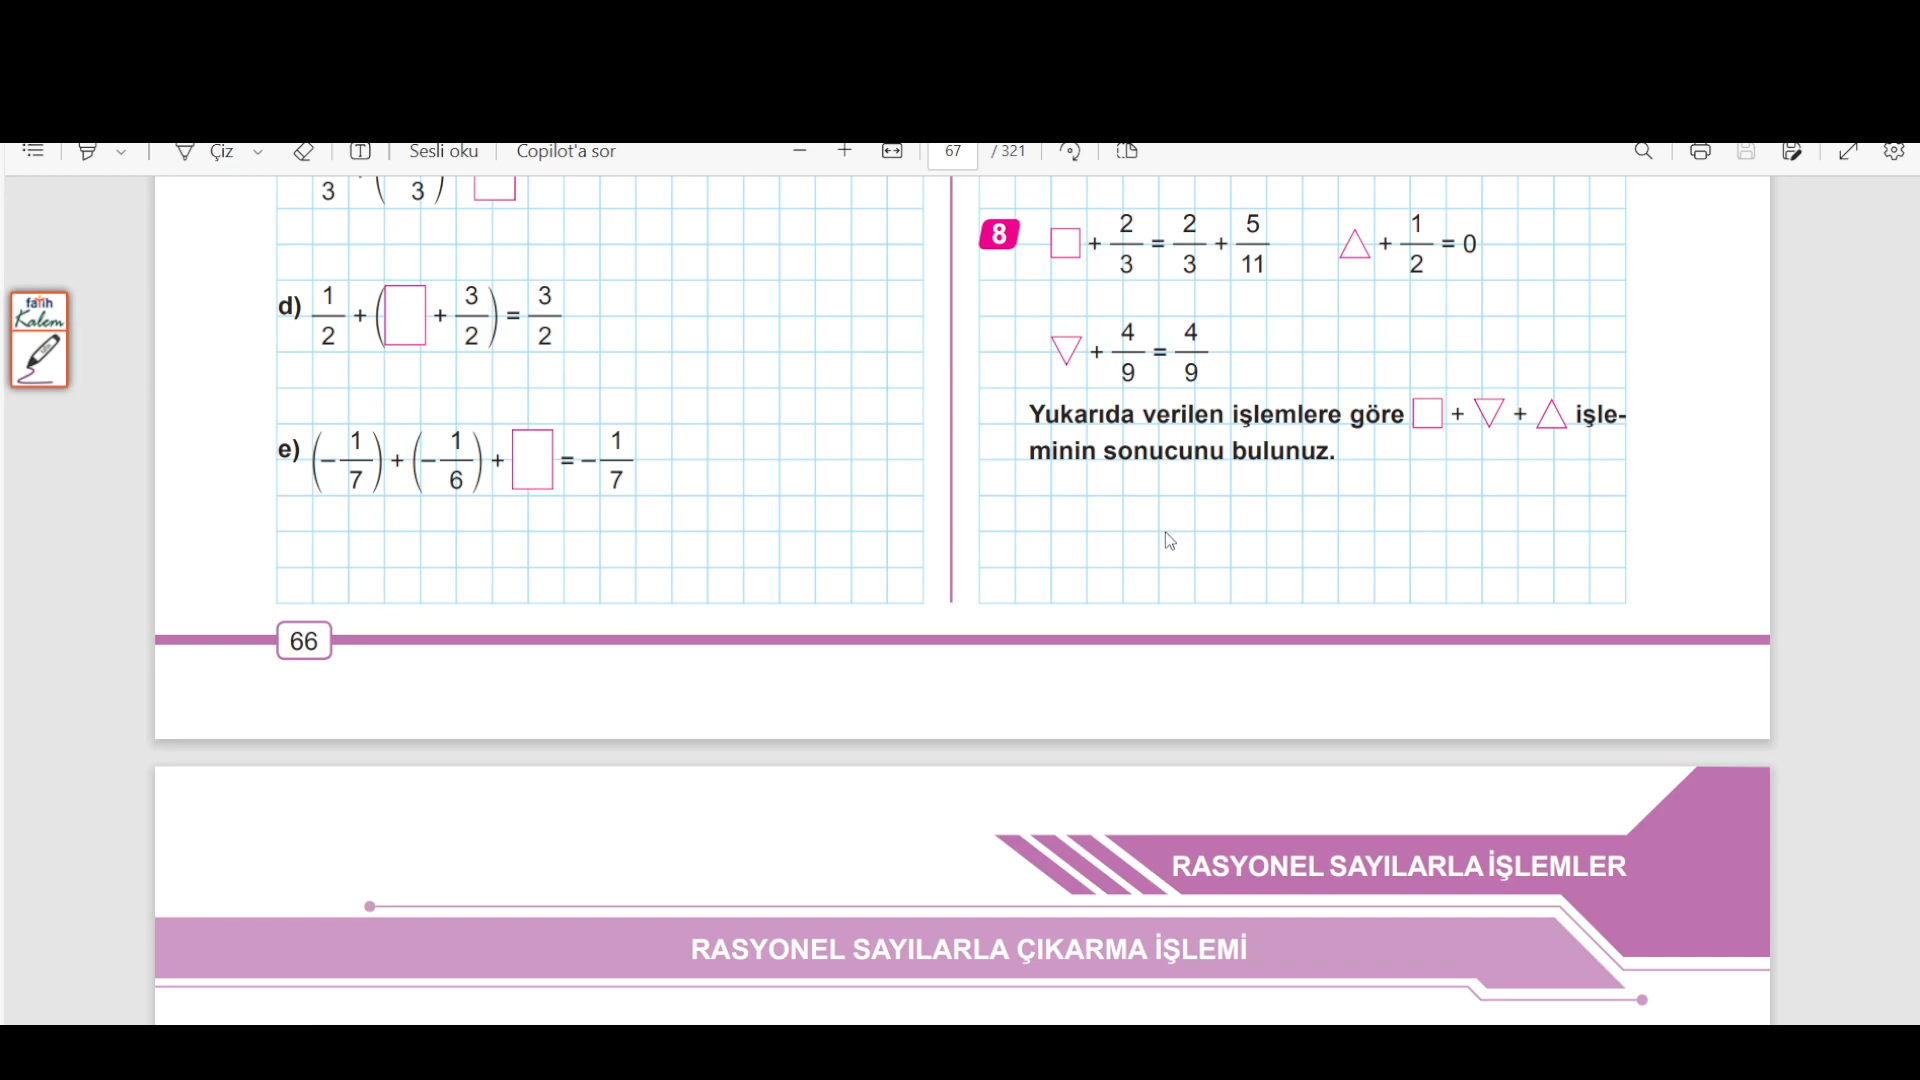 Çiz
Sesli oku
Copilot'a sor
67 / 321
fatih
Kalem
3 ( 3 )
d) 1/2 + ( □ + 3/2 ) = 3/2
e) (-1/7) + (-1/6) + □ = -1/7
8 □ + 2/3 = 2/3 + 5/11 △ + 1/2 = 0
▽ + 4/9 = 4/9
Yukarıda verilen işlemlere göre □ + ▽ + △ işle-
minin sonucunu bulunuz.
66
RASYONEL SAYILARLA İŞLEMLER
RASYONEL SAYILARLA ÇIKARMA İŞLEMİ